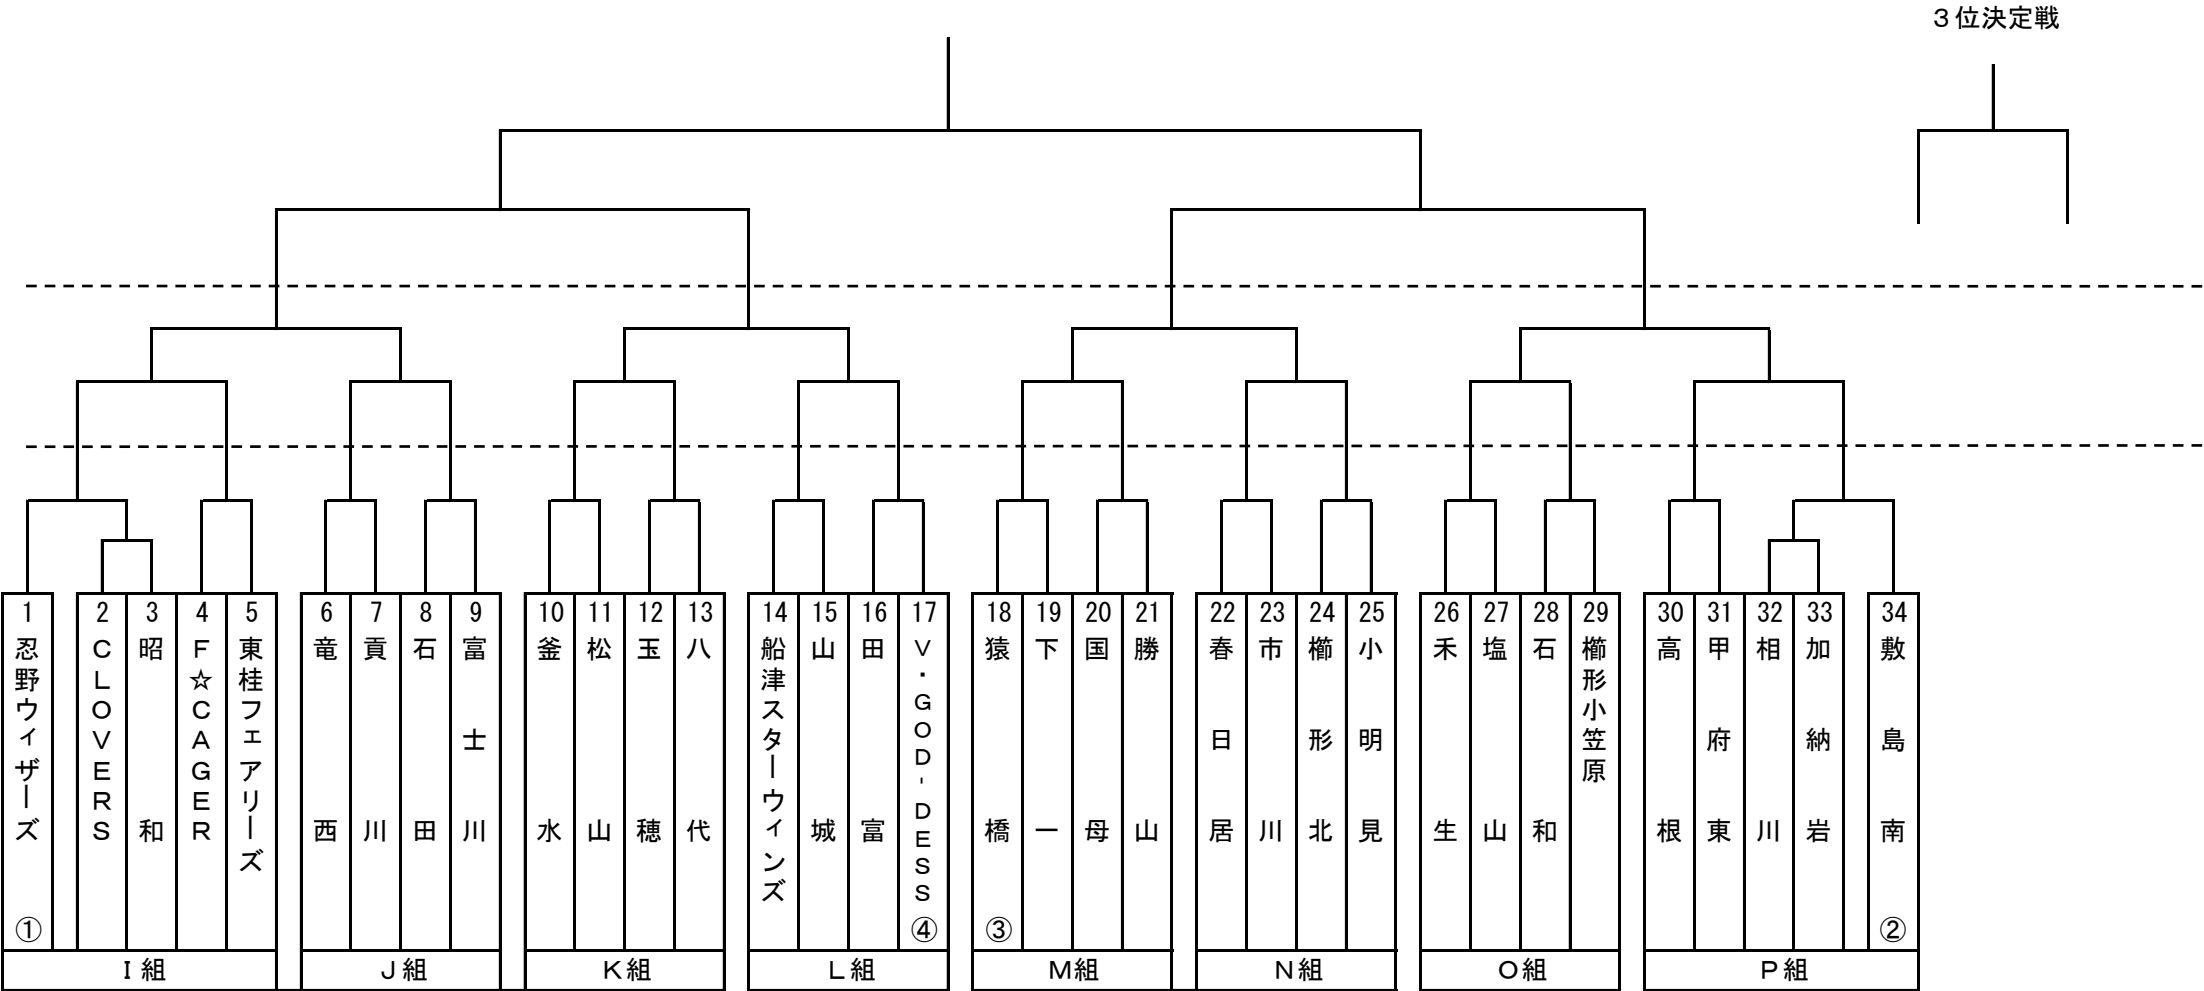 ３位決定戦
1 忍野ウィザーズ ①
2 ＣＬＯＶＥＲＳ
3 昭和
4 Ｆ☆ＣＡＧＥＲ
5 東桂フェアリーズ
6 竜西
7 貢川
8 石田
9 富士川
10 釜水
11 松山
12 玉穂
13 八代
14 船津スターウィンズ
15 山城
16 田富
17 Ｖ・ＧＯＤ'ＤＥＳＳ ④
18 猿橋 ③
19 下一
20 国母
21 勝山
22 春日居
23 市川
24 櫛形北
25 小明見
26 禾生
27 塩山
28 石和
29 櫛形小笠原
30 高根
31 甲府東
32 相川
33 加納岩
34 敷島南 ②
Ｉ組
Ｊ組
Ｋ組
Ｌ組
Ｍ組
Ｎ組
Ｏ組
Ｐ組